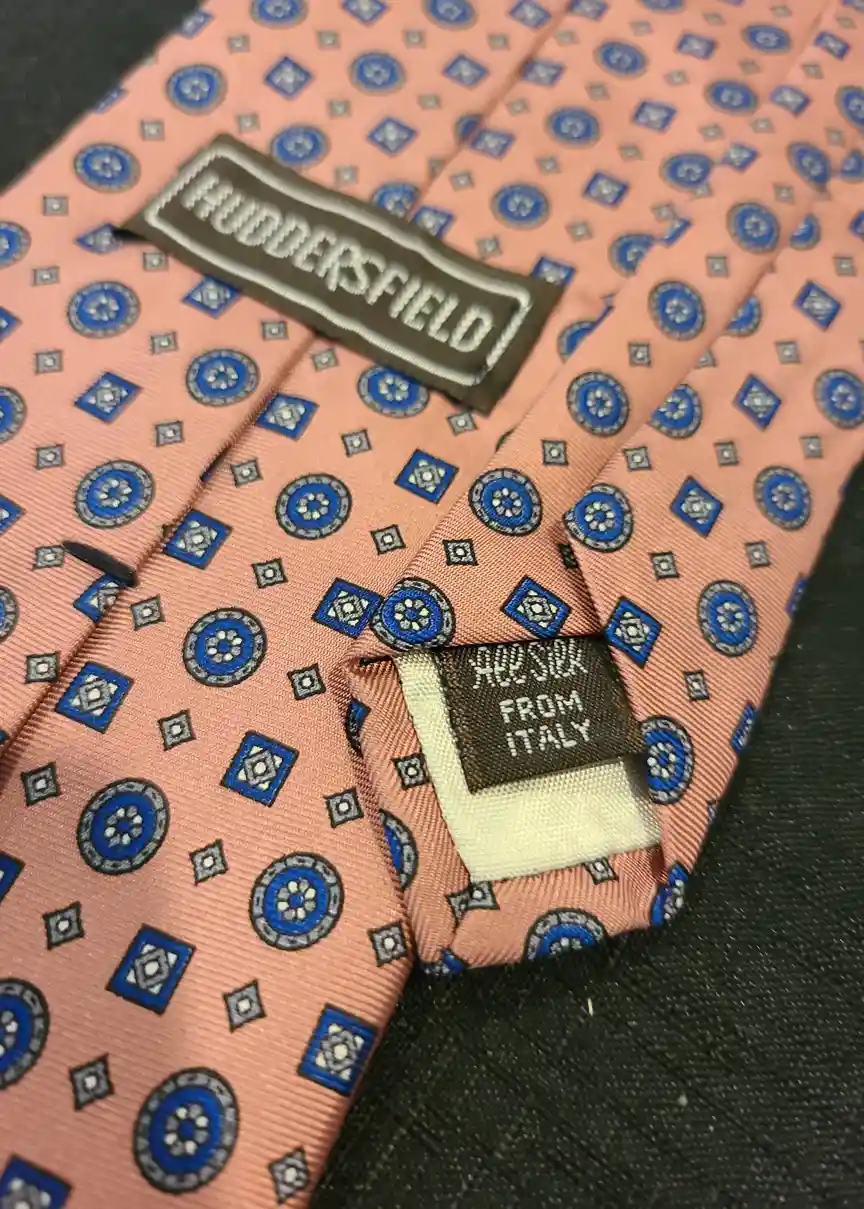 HUDDERSFIELD
All Silk
FROM
ITALY